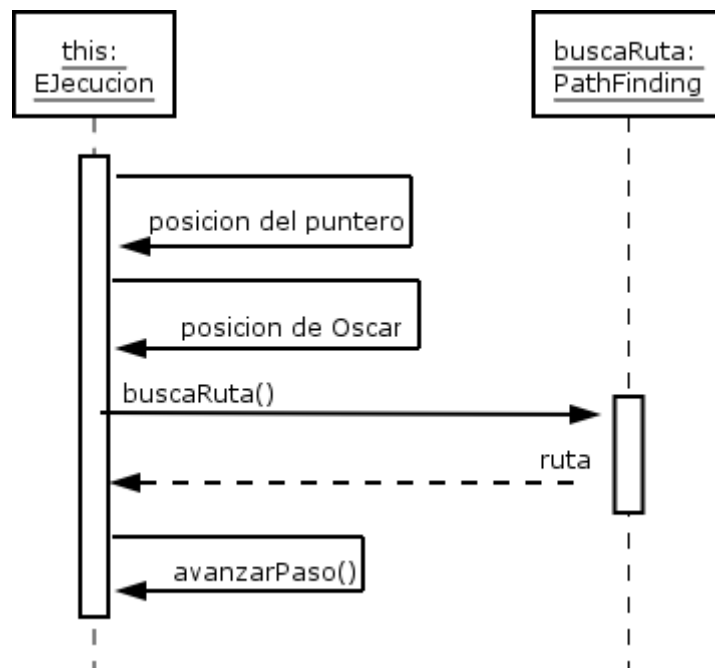 this:
EJecucion
buscaRuta:
PathFinding
posicion del puntero
posicion de Oscar
buscaRuta()
ruta
avanzarPaso()